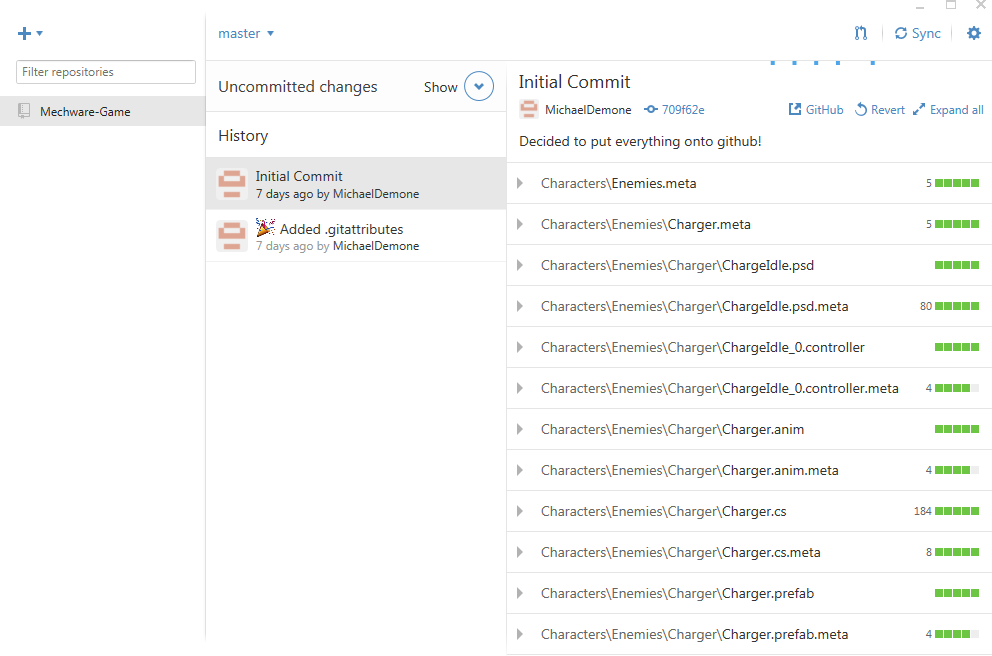 master
Sync
Filter repositories
Mechware-Game
Uncommitted changes
Show
History
Initial Commit
7 days ago by MichaelDemone
Added .gitattributes
7 days ago by MichaelDemone
Initial Commit
MichaelDemone 709f62e GitHub Revert Expand all
Decided to put everything onto github!
Characters\Enemies.meta 5
Characters\Enemies\Charger.meta 5
Characters\Enemies\Charger\ChargeIdle.psd
Characters\Enemies\Charger\ChargeIdle.psd.meta 80
Characters\Enemies\Charger\ChargeIdle_0.controller
Characters\Enemies\Charger\ChargeIdle_0.controller.meta 4
Characters\Enemies\Charger\Charger.anim
Characters\Enemies\Charger\Charger.anim.meta 4
Characters\Enemies\Charger\Charger.cs 184
Characters\Enemies\Charger\Charger.cs.meta 8
Characters\Enemies\Charger\Charger.prefab
Characters\Enemies\Charger\Charger.prefab.meta 4